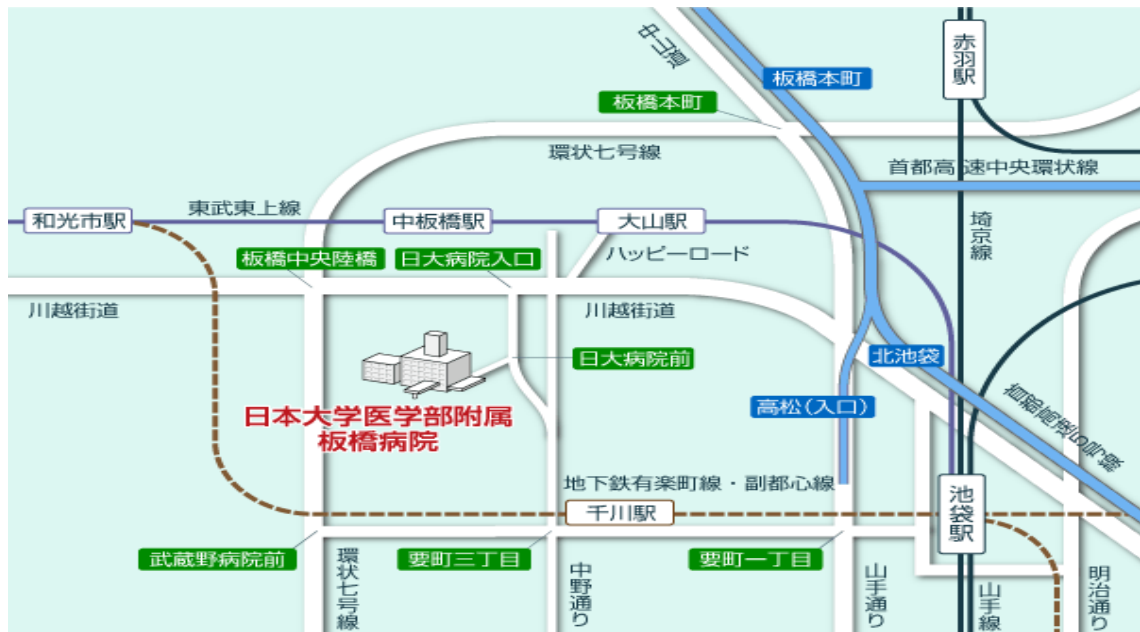 中山道
赤羽駅
板橋本町
板橋本町
環状七号線
首都高速中央環状線
東武東上線
和光市駅
中板橋駅
大山駅
埼京線
板橋中央陸橋
日大病院入口
ハッピーロード
川越街道
川越街道
日大病院前
北池袋
日本大学医学部附属
板橋病院
高松(入口)
首都高速5号線
地下鉄有楽町線・副都心線
千川駅
池袋駅
武蔵野病院前
要町三丁目
要町一丁目
環状七号線
中野通り
山手通り
山手線
明治通り